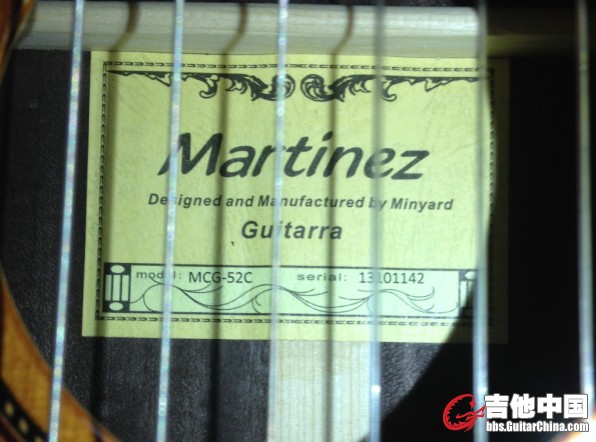 Martinez
Designed and Manufactured by Minyard
Guitarra
model: MCG-52C serial: 13101142
吉他中国
bbs.GuitarChina.com